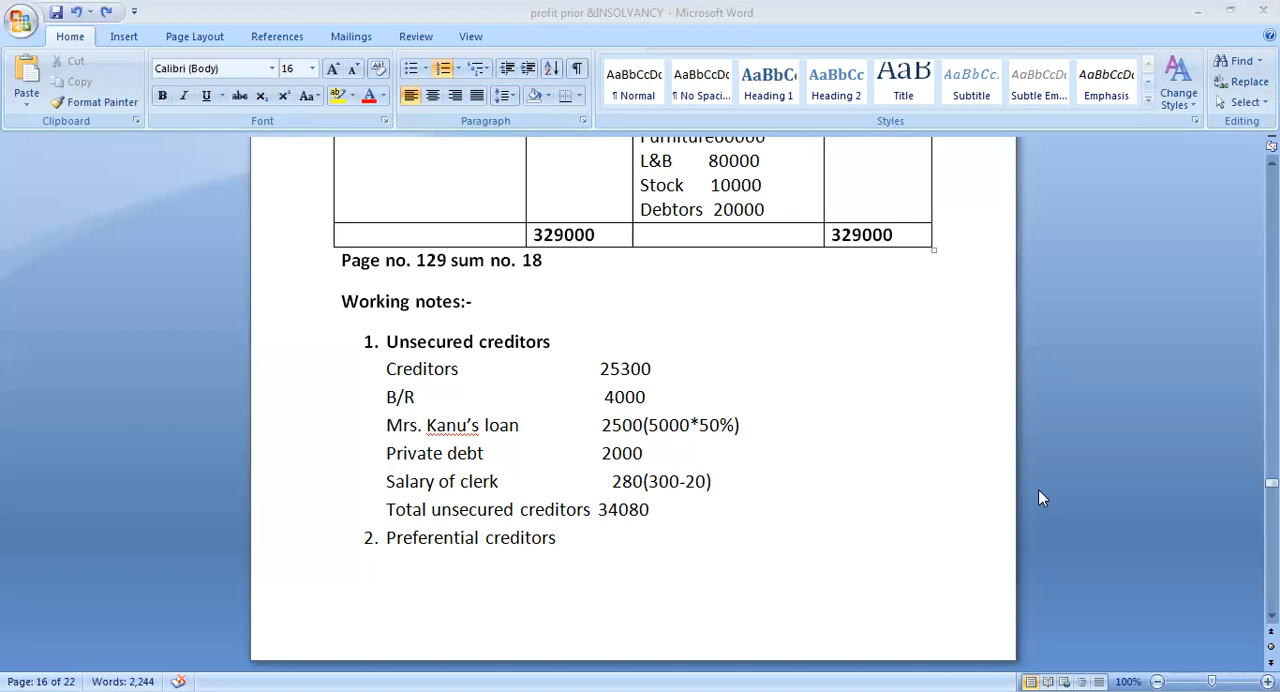 profit prior &INSOLVANCY - Microsoft Word
Home Insert Page Layout References Mailings Review View
Paste
Cut
Copy
Format Painter
Clipboard
Calibri (Body) 16
B I U abc X₂ X² Aa
Font
Paragraph
AaBbCcDc AaBbCcDc AaBbC AaBbCc AaB AaBbCc. AaBbCcDc AaBbCcDc
¶ Normal ¶ No Spaci... Heading 1 Heading 2 Title Subtitle Subtle Em... Emphasis
Styles
Change Styles
Find
Replace
Select
Editing
Furniture60000
L&B 80000
Stock 10000
Debtors 20000
329000 329000
Page no. 129 sum no. 18
Working notes:-
1. Unsecured creditors
Creditors 25300
B/R 4000
Mrs. Kanu’s loan 2500(5000*50%)
Private debt 2000
Salary of clerk 280(300-20)
Total unsecured creditors 34080
2. Preferential creditors
Page: 16 of 22 Words: 2,244 100%